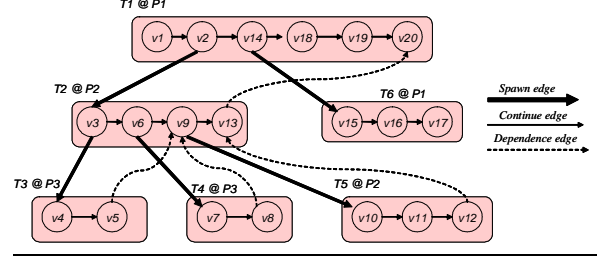 T1 @ P1
v1 v2 v14 v18 v19 v20
T2 @ P2
T6 @ P1
Spawn edge
v3 v6 v9 v13
v15 v16 v17
Continue edge
Dependence edge
T3 @ P3
T4 @ P3
T5 @ P2
v4 v5
v7 v8
v10 v11 v12